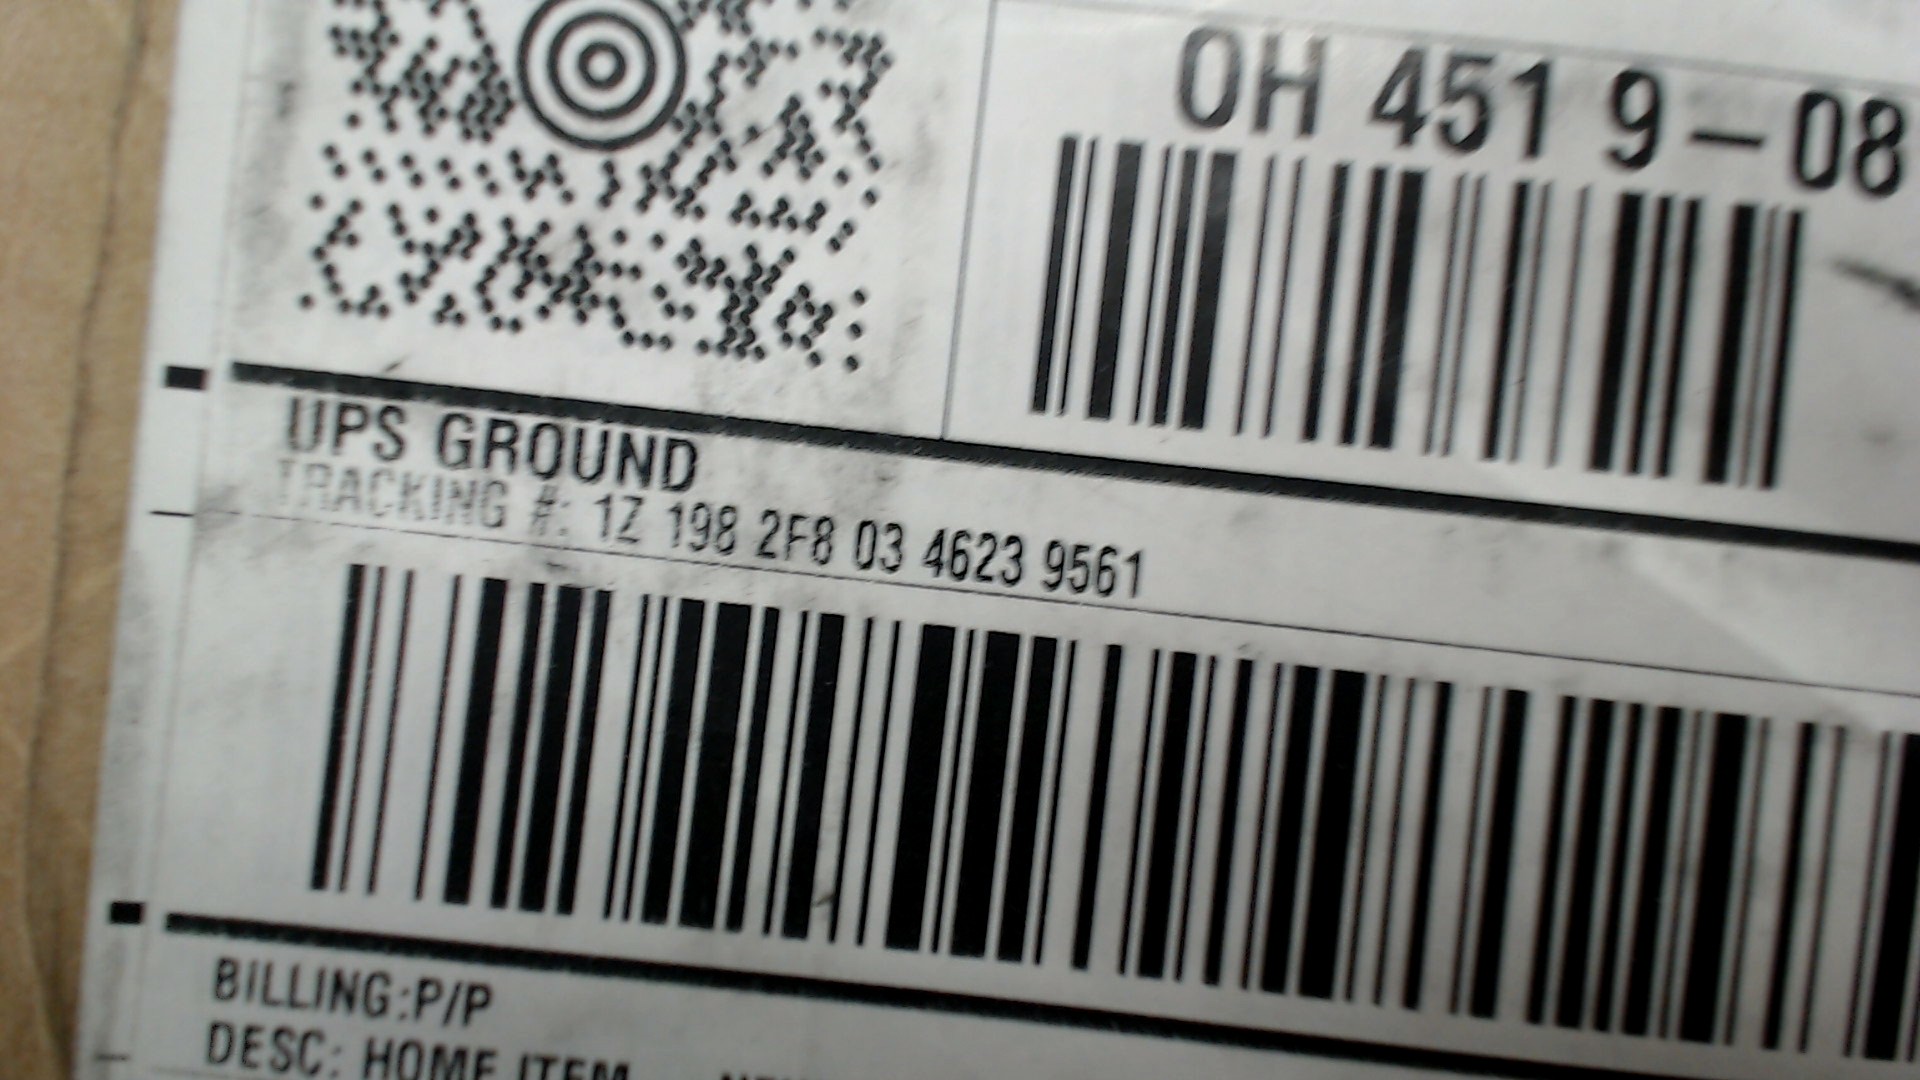 OH 451 9-08
UPS GROUND
TRACKING #: 1Z 198 2F8 03 4623 9561
BILLING:P/P
DESC: HOME ITEM